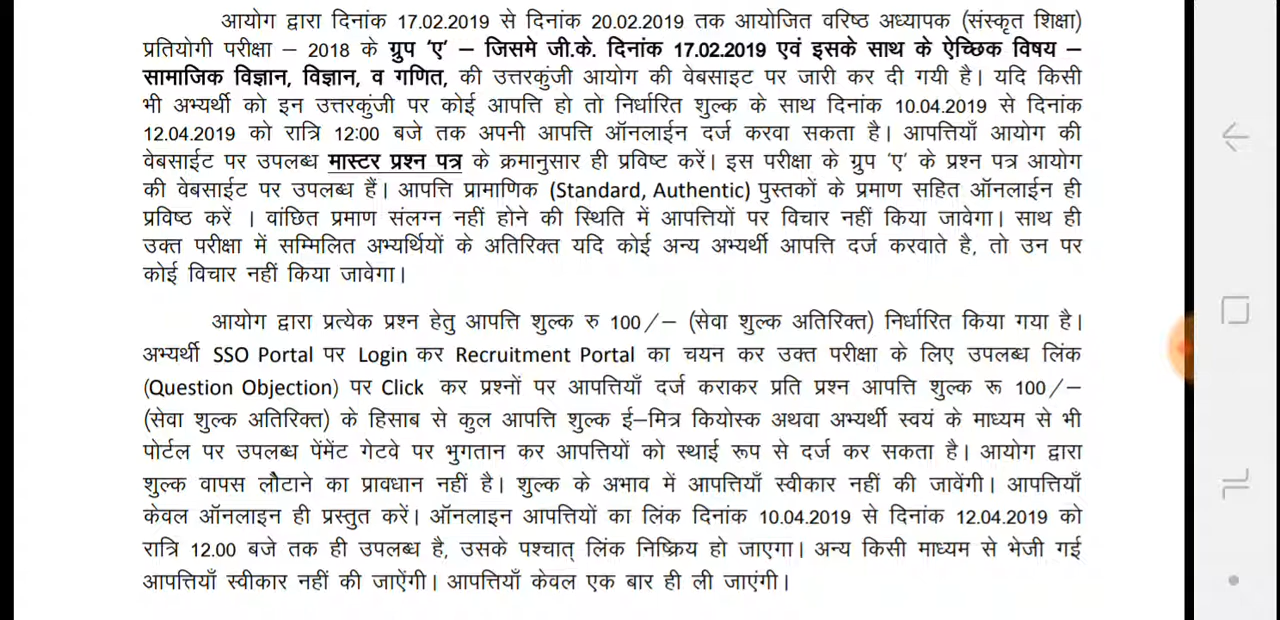 आयोग द्वारा दिनांक 17.02.2019 से दिनांक 20.02.2019 तक आयोजित वरिष्ठ अध्यापक (संस्कृत शिक्षा)
प्रतियोगी परीक्षा – 2018 के ग्रुप ‘ए’ – जिसमे जी.के. दिनांक 17.02.2019 एवं इसके साथ के ऐच्छिक विषय –
सामाजिक विज्ञान, विज्ञान, व गणित, की उत्तरकुंजी आयोग की वेबसाइट पर जारी कर दी गयी है। यदि किसी
भी अभ्यर्थी को इन उत्तरकुंजी पर कोई आपत्ति हो तो निर्धारित शुल्क के साथ दिनांक 10.04.2019 से दिनांक
12.04.2019 को रात्रि 12:00 बजे तक अपनी आपत्ति ऑनलाईन दर्ज करवा सकता है। आपत्तियाँ आयोग की
वेबसाईट पर उपलब्ध मास्टर प्रश्न पत्र के क्रमानुसार ही प्रविष्ट करें। इस परीक्षा के ग्रुप ‘ए’ के प्रश्न पत्र आयोग
की वेबसाईट पर उपलब्ध हैं। आपत्ति प्रामाणिक (Standard, Authentic) पुस्तकों के प्रमाण सहित ऑनलाईन ही
प्रविष्ठ करें । वांछित प्रमाण संलग्न नहीं होने की स्थिति में आपत्तियों पर विचार नहीं किया जावेगा। साथ ही
उक्त परीक्षा में सम्मिलित अभ्यर्थियों के अतिरिक्त यदि कोई अन्य अभ्यर्थी आपत्ति दर्ज करवाते है, तो उन पर
कोई विचार नहीं किया जावेगा।
आयोग द्वारा प्रत्येक प्रश्न हेतु आपत्ति शुल्क रु 100/– (सेवा शुल्क अतिरिक्त) निर्धारित किया गया है।
अभ्यर्थी SSO Portal पर Login कर Recruitment Portal का चयन कर उक्त परीक्षा के लिए उपलब्ध लिंक
(Question Objection) पर Click कर प्रश्नों पर आपत्तियाँ दर्ज कराकर प्रति प्रश्न आपत्ति शुल्क रू 100/–
(सेवा शुल्क अतिरिक्त) के हिसाब से कुल आपत्ति शुल्क ई–मित्र कियोस्क अथवा अभ्यर्थी स्वयं के माध्यम से भी
पोर्टल पर उपलब्ध पेंमेंट गेटवे पर भुगतान कर आपत्तियों को स्थाई रूप से दर्ज कर सकता है। आयोग द्वारा
शुल्क वापस लौटाने का प्रावधान नहीं है। शुल्क के अभाव में आपत्तियाँ स्वीकार नहीं की जावेंगी। आपत्तियाँ
केवल ऑनलाइन ही प्रस्तुत करें। ऑनलाइन आपत्तियों का लिंक दिनांक 10.04.2019 से दिनांक 12.04.2019 को
रात्रि 12.00 बजे तक ही उपलब्ध है, उसके पश्चात् लिंक निष्क्रिय हो जाएगा। अन्य किसी माध्यम से भेजी गई
आपत्तियाँ स्वीकार नहीं की जाऐंगी। आपत्तियाँ केवल एक बार ही ली जाएंगी।